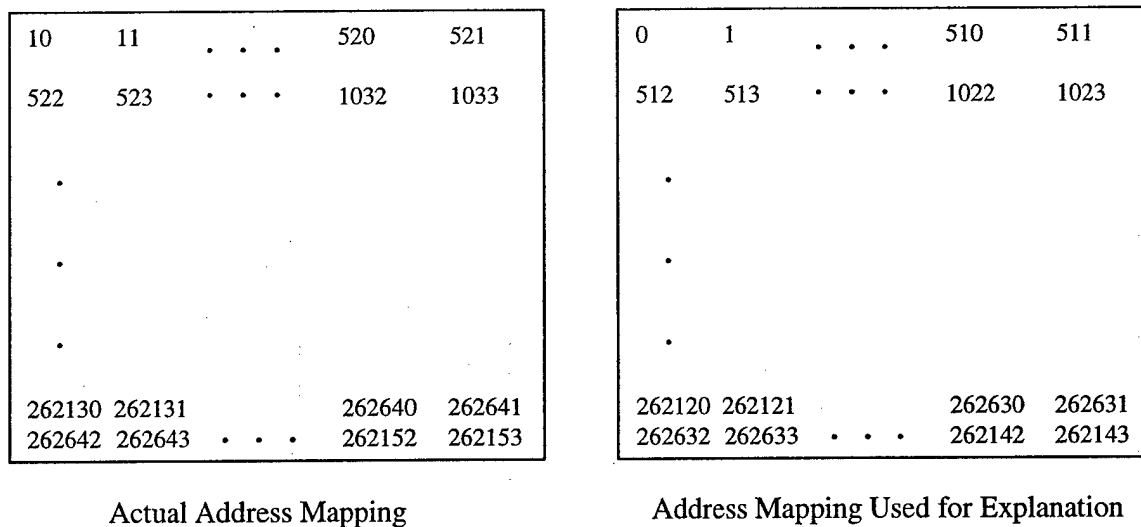 10 11 . . . 520 521
522 523 . . . 1032 1033
.
.
.
262130 262131 262640 262641
262642 262643 . . . 262152 262153
Actual Address Mapping
0 1 . . . 510 511
512 513 . . . 1022 1023
.
.
.
262120 262121 262630 262631
262632 262633 . . . 262142 262143
Address Mapping Used for Explanation